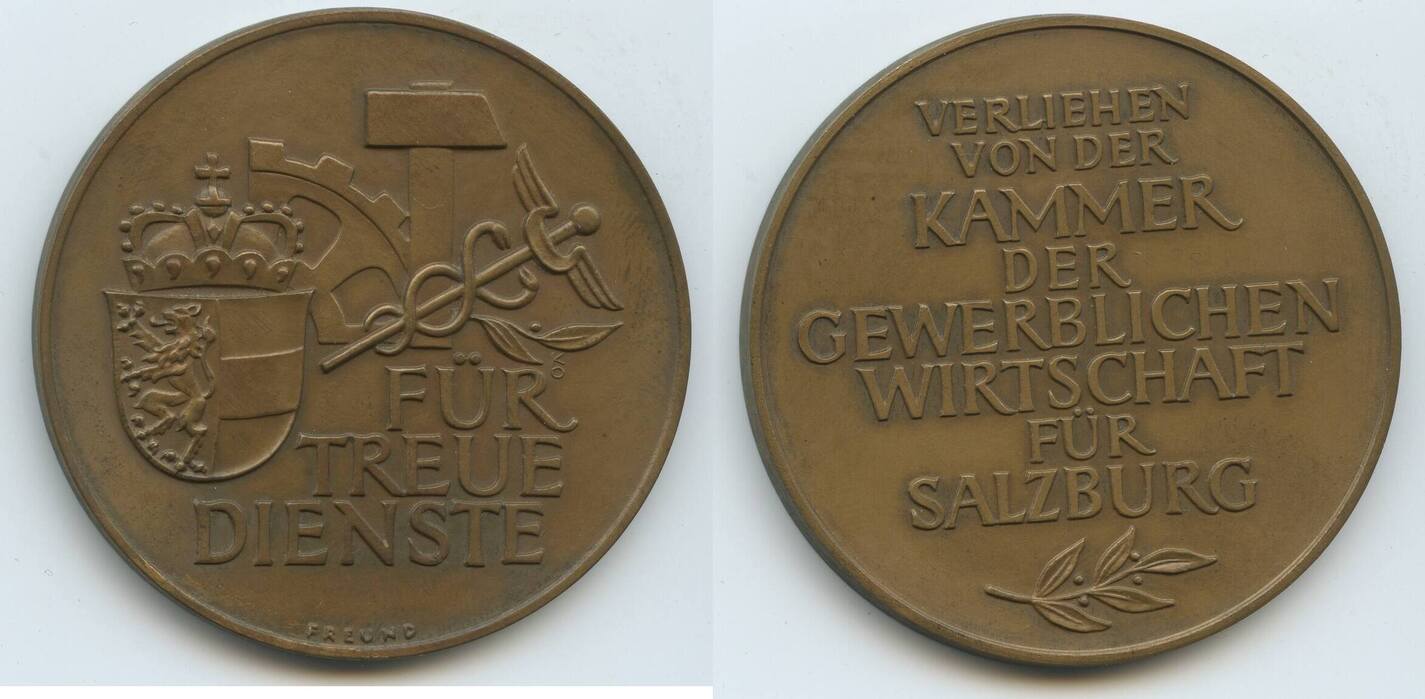 FÜR
TREUE
DIENSTE
FREUND
VERLIEHEN
VON DER
KAMMER
DER
GEWERBLICHEN
WIRTSCHAFT
FÜR
SALZBURG